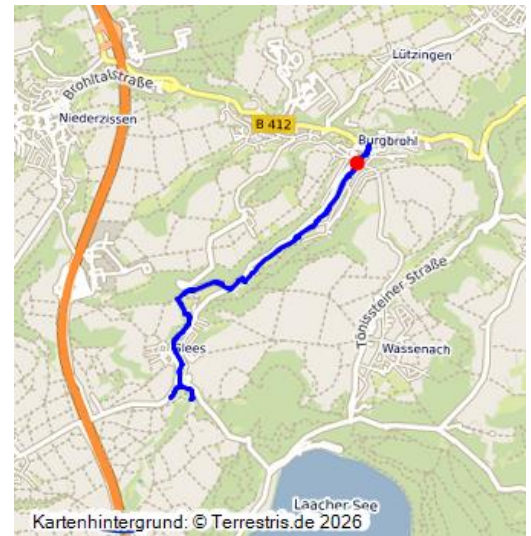 Lützingen
Brohltalstraße
Niederzissen
B 412
Burgbrohl
Tönissteiner Straße
Glees
Wassenach
Laacher See
Kartenhintergrund: © Terrestris.de 2026